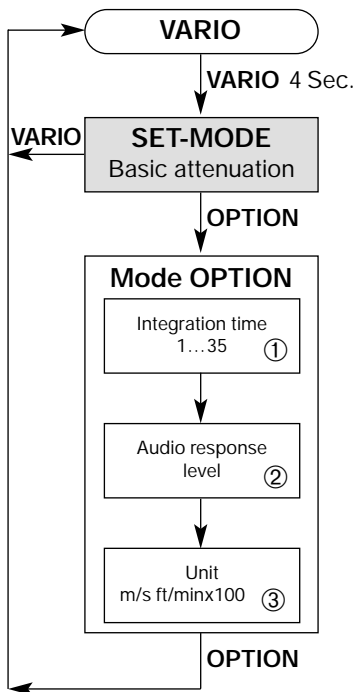 VARIO
VARIO 4 Sec.
VARIO
SET-MODE
Basic attenuation
OPTION
Mode OPTION
Integration time
1…35 ①
Audio response
level ②
Unit
m/s ft/minx100 ③
OPTION